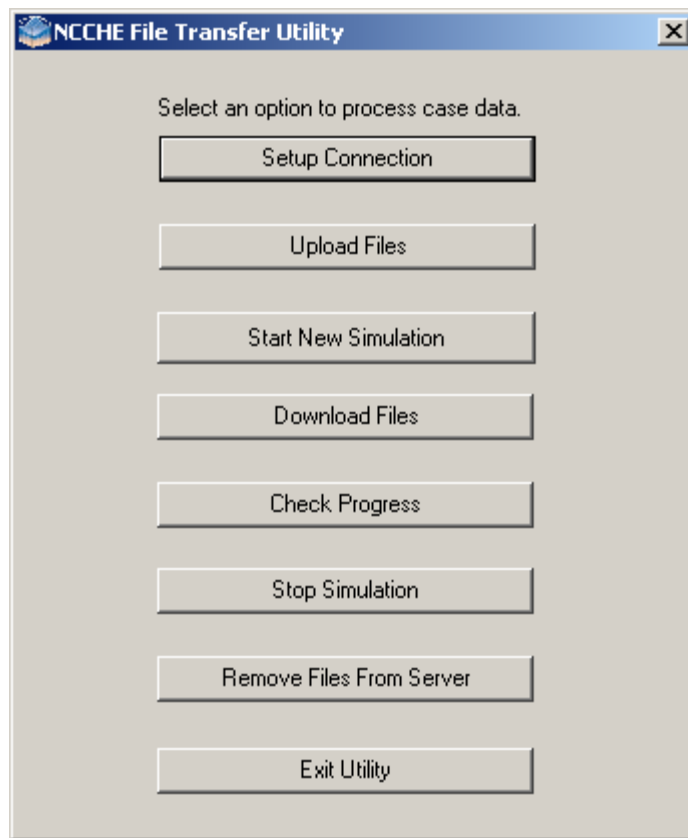 NCCHE File Transfer Utility
Select an option to process case data.
Setup Connection
Upload Files
Start New Simulation
Download Files
Check Progress
Stop Simulation
Remove Files From Server
Exit Utility